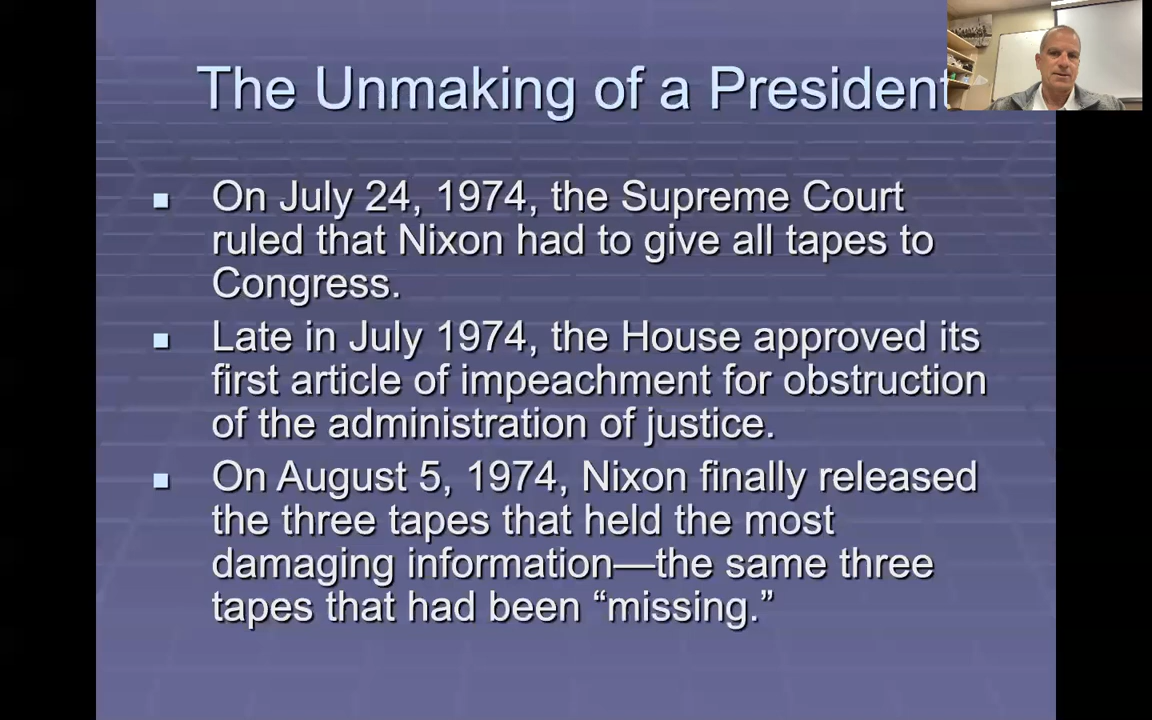 The Unmaking of a President
On July 24, 1974, the Supreme Court
ruled that Nixon had to give all tapes to
Congress.
Late in July 1974, the House approved its
first article of impeachment for obstruction
of the administration of justice.
On August 5, 1974, Nixon finally released
the three tapes that held the most
damaging information—the same three
tapes that had been “missing.”